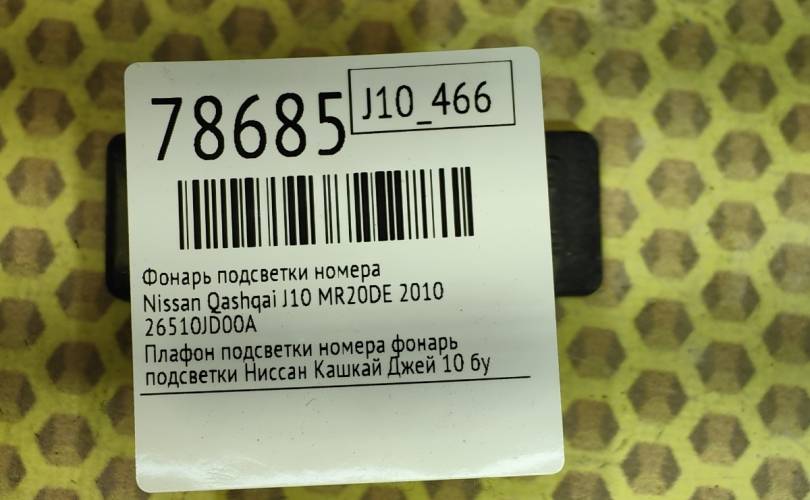 78685
J10_466
Фонарь подсветки номера
Nissan Qashqai J10 MR20DE 2010
26510JD00A
Плафон подсветки номера фонарь
подсветки Ниссан Кашкай Джей 10 бу